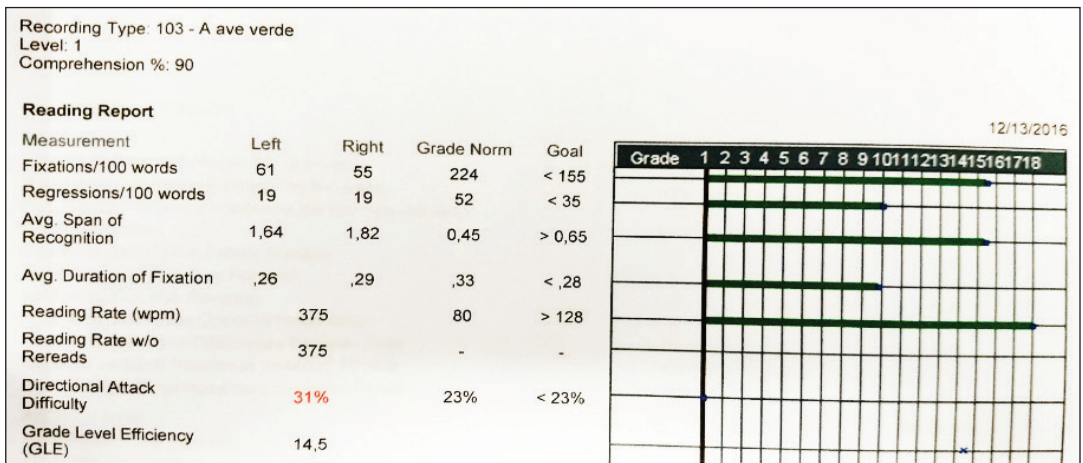 Recording Type: 103 - A ave verde
Level: 1
Comprehension %: 90
Reading Report
12/13/2016
Measurement Left Right Grade Norm Goal
Grade 1 2 3 4 5 6 7 8 9 10 11 12 13 14 15 16 17 18
Fixations/100 words 61 55 224 < 155
Regressions/100 words 19 19 52 < 35
Avg. Span of
Recognition 1,64 1,82 0,45 > 0,65
Avg. Duration of Fixation ,26 ,29 ,33 < ,28
Reading Rate (wpm) 375 80 > 128
Reading Rate w/o
Rereads 375 - -
Directional Attack
Difficulty 31% 23% < 23%
Grade Level Efficiency
(GLE) 14,5